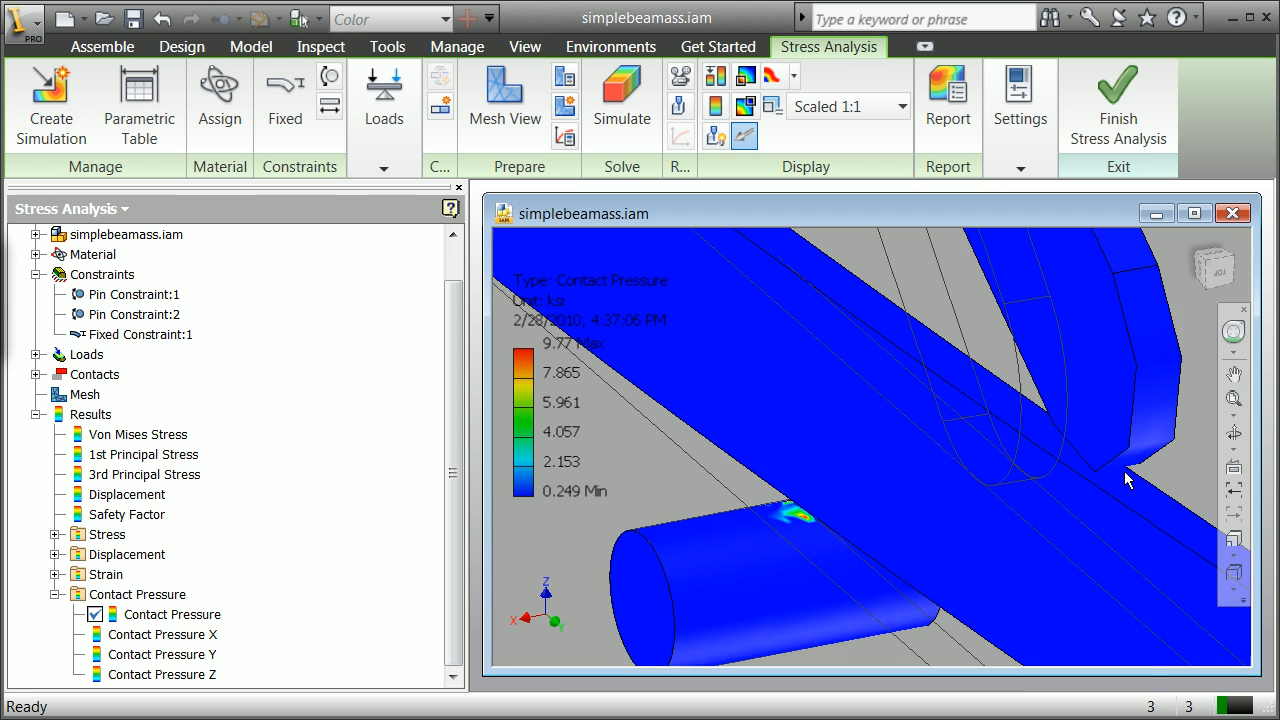 PRO
Color
simplebeamass.iam
Type a keyword or phrase
Assemble Design Model Inspect Tools Manage View Environments Get Started Stress Analysis
Create Simulation
Parametric Table
Assign
Fixed
Loads
Mesh View
Simulate
Scaled 1:1
Report
Settings
Finish Stress Analysis
Manage Material Constraints C... Prepare Solve R... Display Report Exit
Stress Analysis
simplebeamass.iam
Material
Constraints
Pin Constraint:1
Pin Constraint:2
Fixed Constraint:1
Loads
Contacts
Mesh
Results
Von Mises Stress
1st Principal Stress
3rd Principal Stress
Displacement
Safety Factor
Stress
Displacement
Strain
Contact Pressure
Contact Pressure
Contact Pressure X
Contact Pressure Y
Contact Pressure Z
simplebeamass.iam
Type: Contact Pressure
Unit: ksi
2/28/2010, 4:37:06 PM
9.77 Max
7.865
5.961
4.057
2.153
0.249 Min
Z
X
Y
TOP
Ready
3 3